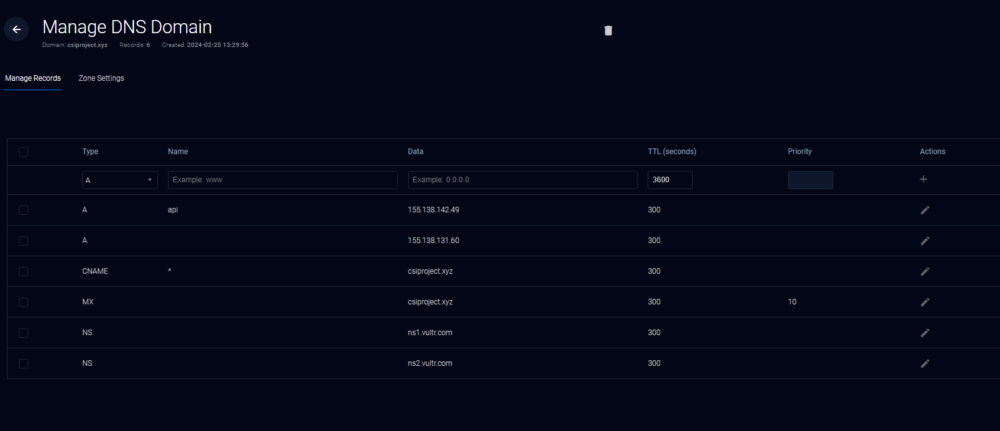 Manage DNS Domain
Domain: csiproject.xyz Records: 6 Created: 2024-02-25 13:29:56
Manage Records Zone Settings
Type Name Data TTL (seconds) Priority Actions
A Example: www Example: 0.0.0.0 3600 +
A api 155.138.142.49 300
A 155.138.131.60 300
CNAME * csiproject.xyz 300
MX csiproject.xyz 300 10
NS ns1.vultr.com 300
NS ns2.vultr.com 300